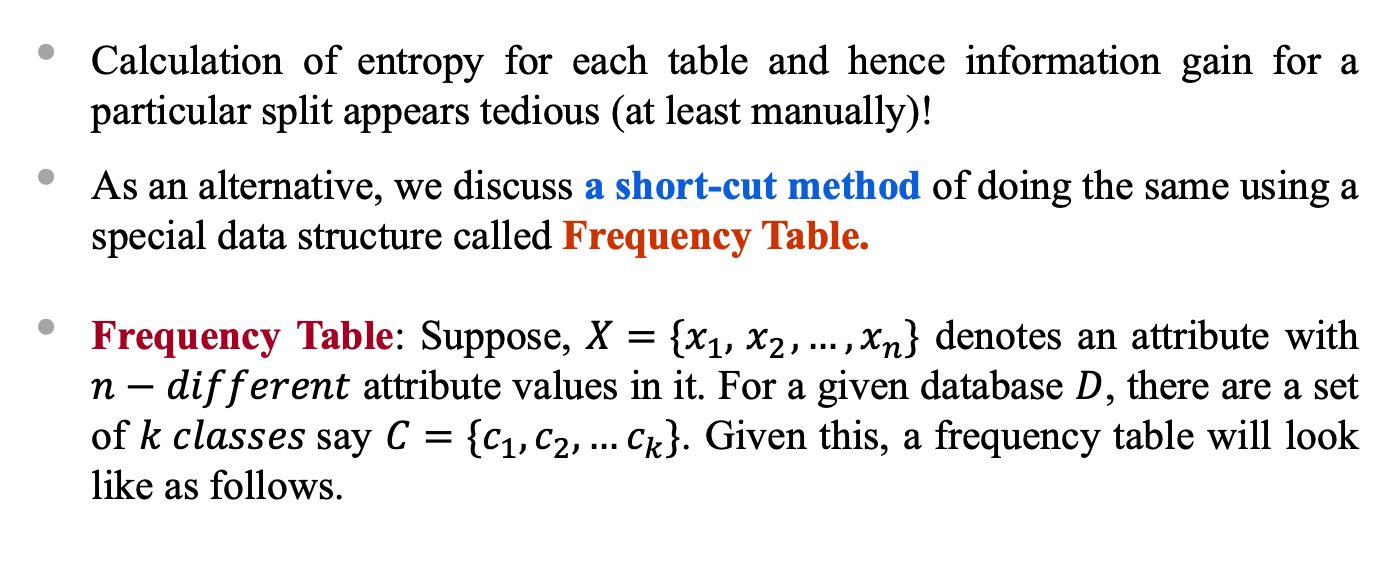 • Calculation of entropy for each table and hence information gain for a
particular split appears tedious (at least manually)!
• As an alternative, we discuss a short-cut method of doing the same using a
special data structure called Frequency Table.
• Frequency Table: Suppose, X = {x₁, x₂, … , xₙ} denotes an attribute with
n − different attribute values in it. For a given database D, there are a set
of k classes say C = {c₁, c₂, … cₖ}. Given this, a frequency table will look
like as follows.